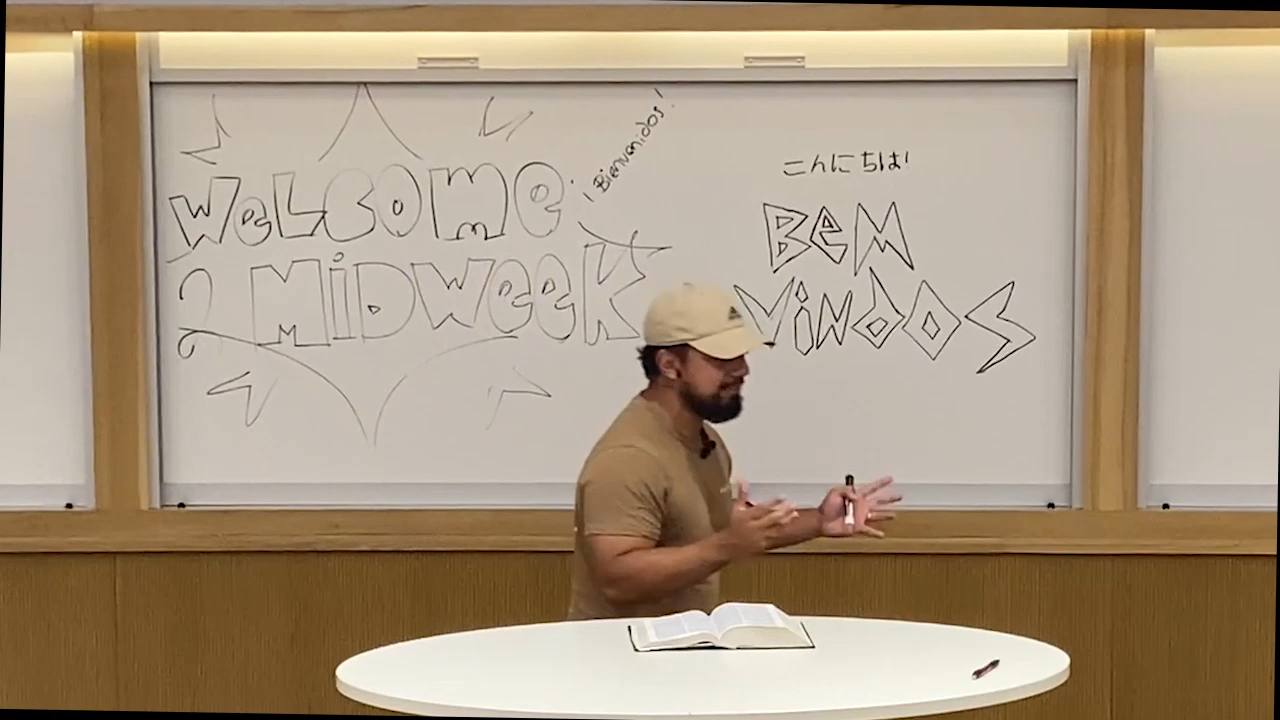 WeLCOMe
2 MiDWeeK
¡Bienvenidos!
こんにちは!
BeM
ViNDOS